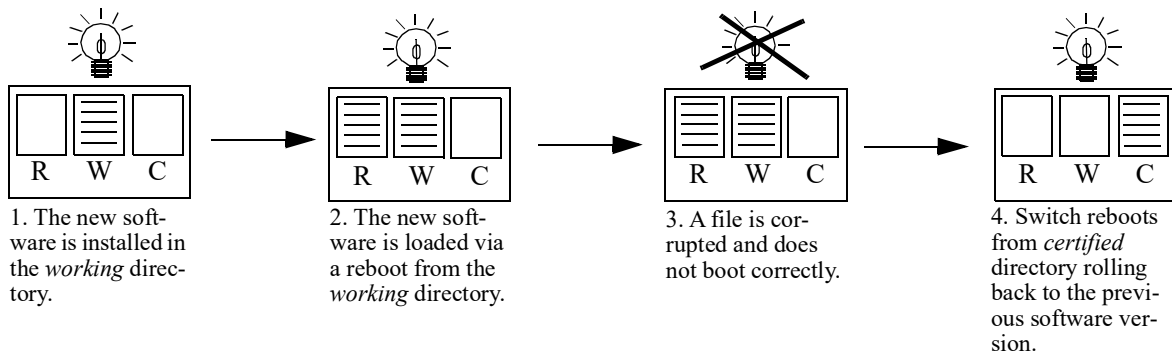 R W C
R W C
R W C
R W C
1. The new soft-
ware is installed in
the working direc-
tory.
2. The new soft-
ware is loaded via
a reboot from the
working directory.
3. A file is cor-
rupted and does
not boot correctly.
4. Switch reboots
from certified
directory rolling
back to the previ-
ous software ver-
sion.